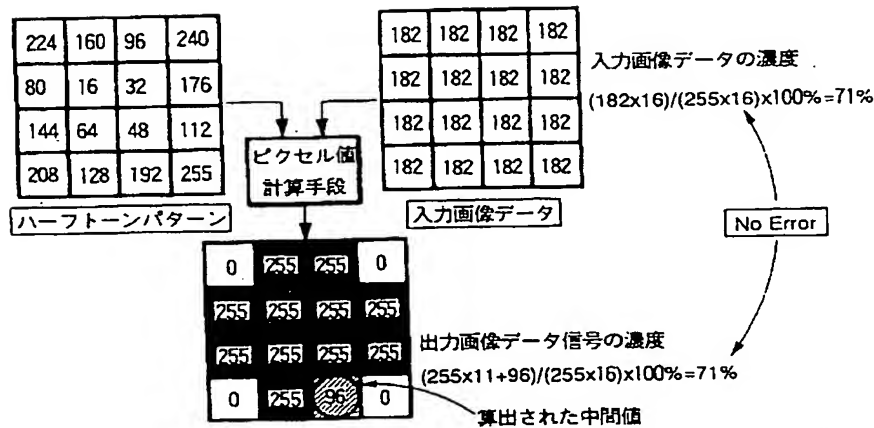 224 160 96 240
80 16 32 176
144 64 48 112
208 128 192 255
ハーフトーンパターン
182 182 182 182
182 182 182 182
182 182 182 182
182 182 182 182
入力画像データ
入力画像データの濃度
(182x16)/(255x16)x100%=71%
ピクセル値
計算手段
No Error
0 255 255 0
255 255 255 255
255 255 255 255
0 255 96 0
出力画像データ信号の濃度
(255x11+96)/(255x16)x100%=71%
算出された中間値